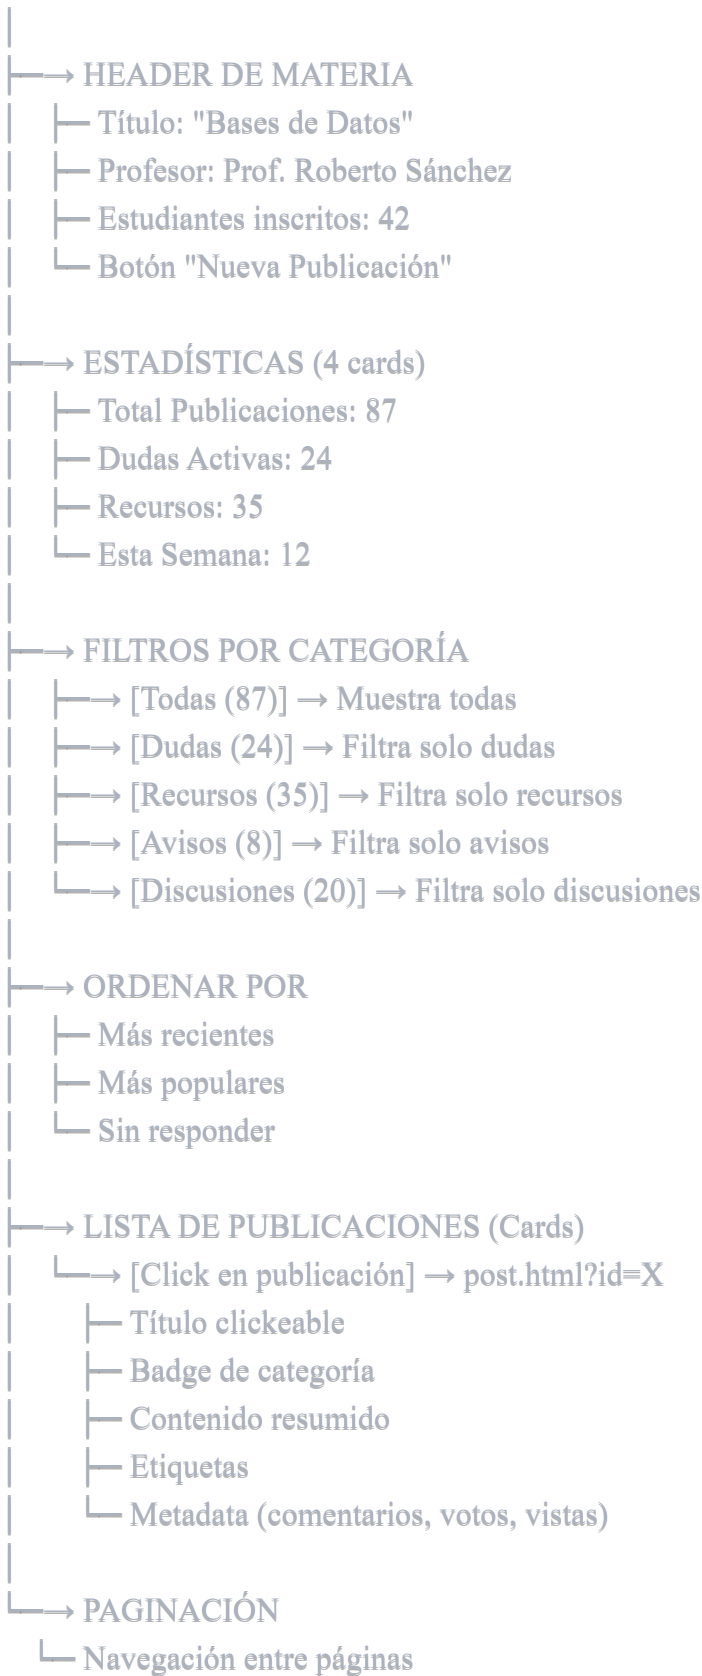 │
├──→ HEADER DE MATERIA
│   ├── Título: "Bases de Datos"
│   ├── Profesor: Prof. Roberto Sánchez
│   ├── Estudiantes inscritos: 42
│   └── Botón "Nueva Publicación"
│
├──→ ESTADÍSTICAS (4 cards)
│   ├── Total Publicaciones: 87
│   ├── Dudas Activas: 24
│   ├── Recursos: 35
│   └── Esta Semana: 12
│
├──→ FILTROS POR CATEGORÍA
│   ├──→ [Todas (87)] → Muestra todas
│   ├──→ [Dudas (24)] → Filtra solo dudas
│   ├──→ [Recursos (35)] → Filtra solo recursos
│   ├──→ [Avisos (8)] → Filtra solo avisos
│   └──→ [Discusiones (20)] → Filtra solo discusiones
│
├──→ ORDENAR POR
│   ├── Más recientes
│   ├── Más populares
│   └── Sin responder
│
├──→ LISTA DE PUBLICACIONES (Cards)
│   └──→ [Click en publicación] → post.html?id=X
│       ├── Título clickeable
│       ├── Badge de categoría
│       ├── Contenido resumido
│       ├── Etiquetas
│       └── Metadata (comentarios, votos, vistas)
│
└──→ PAGINACIÓN
    └── Navegación entre páginas